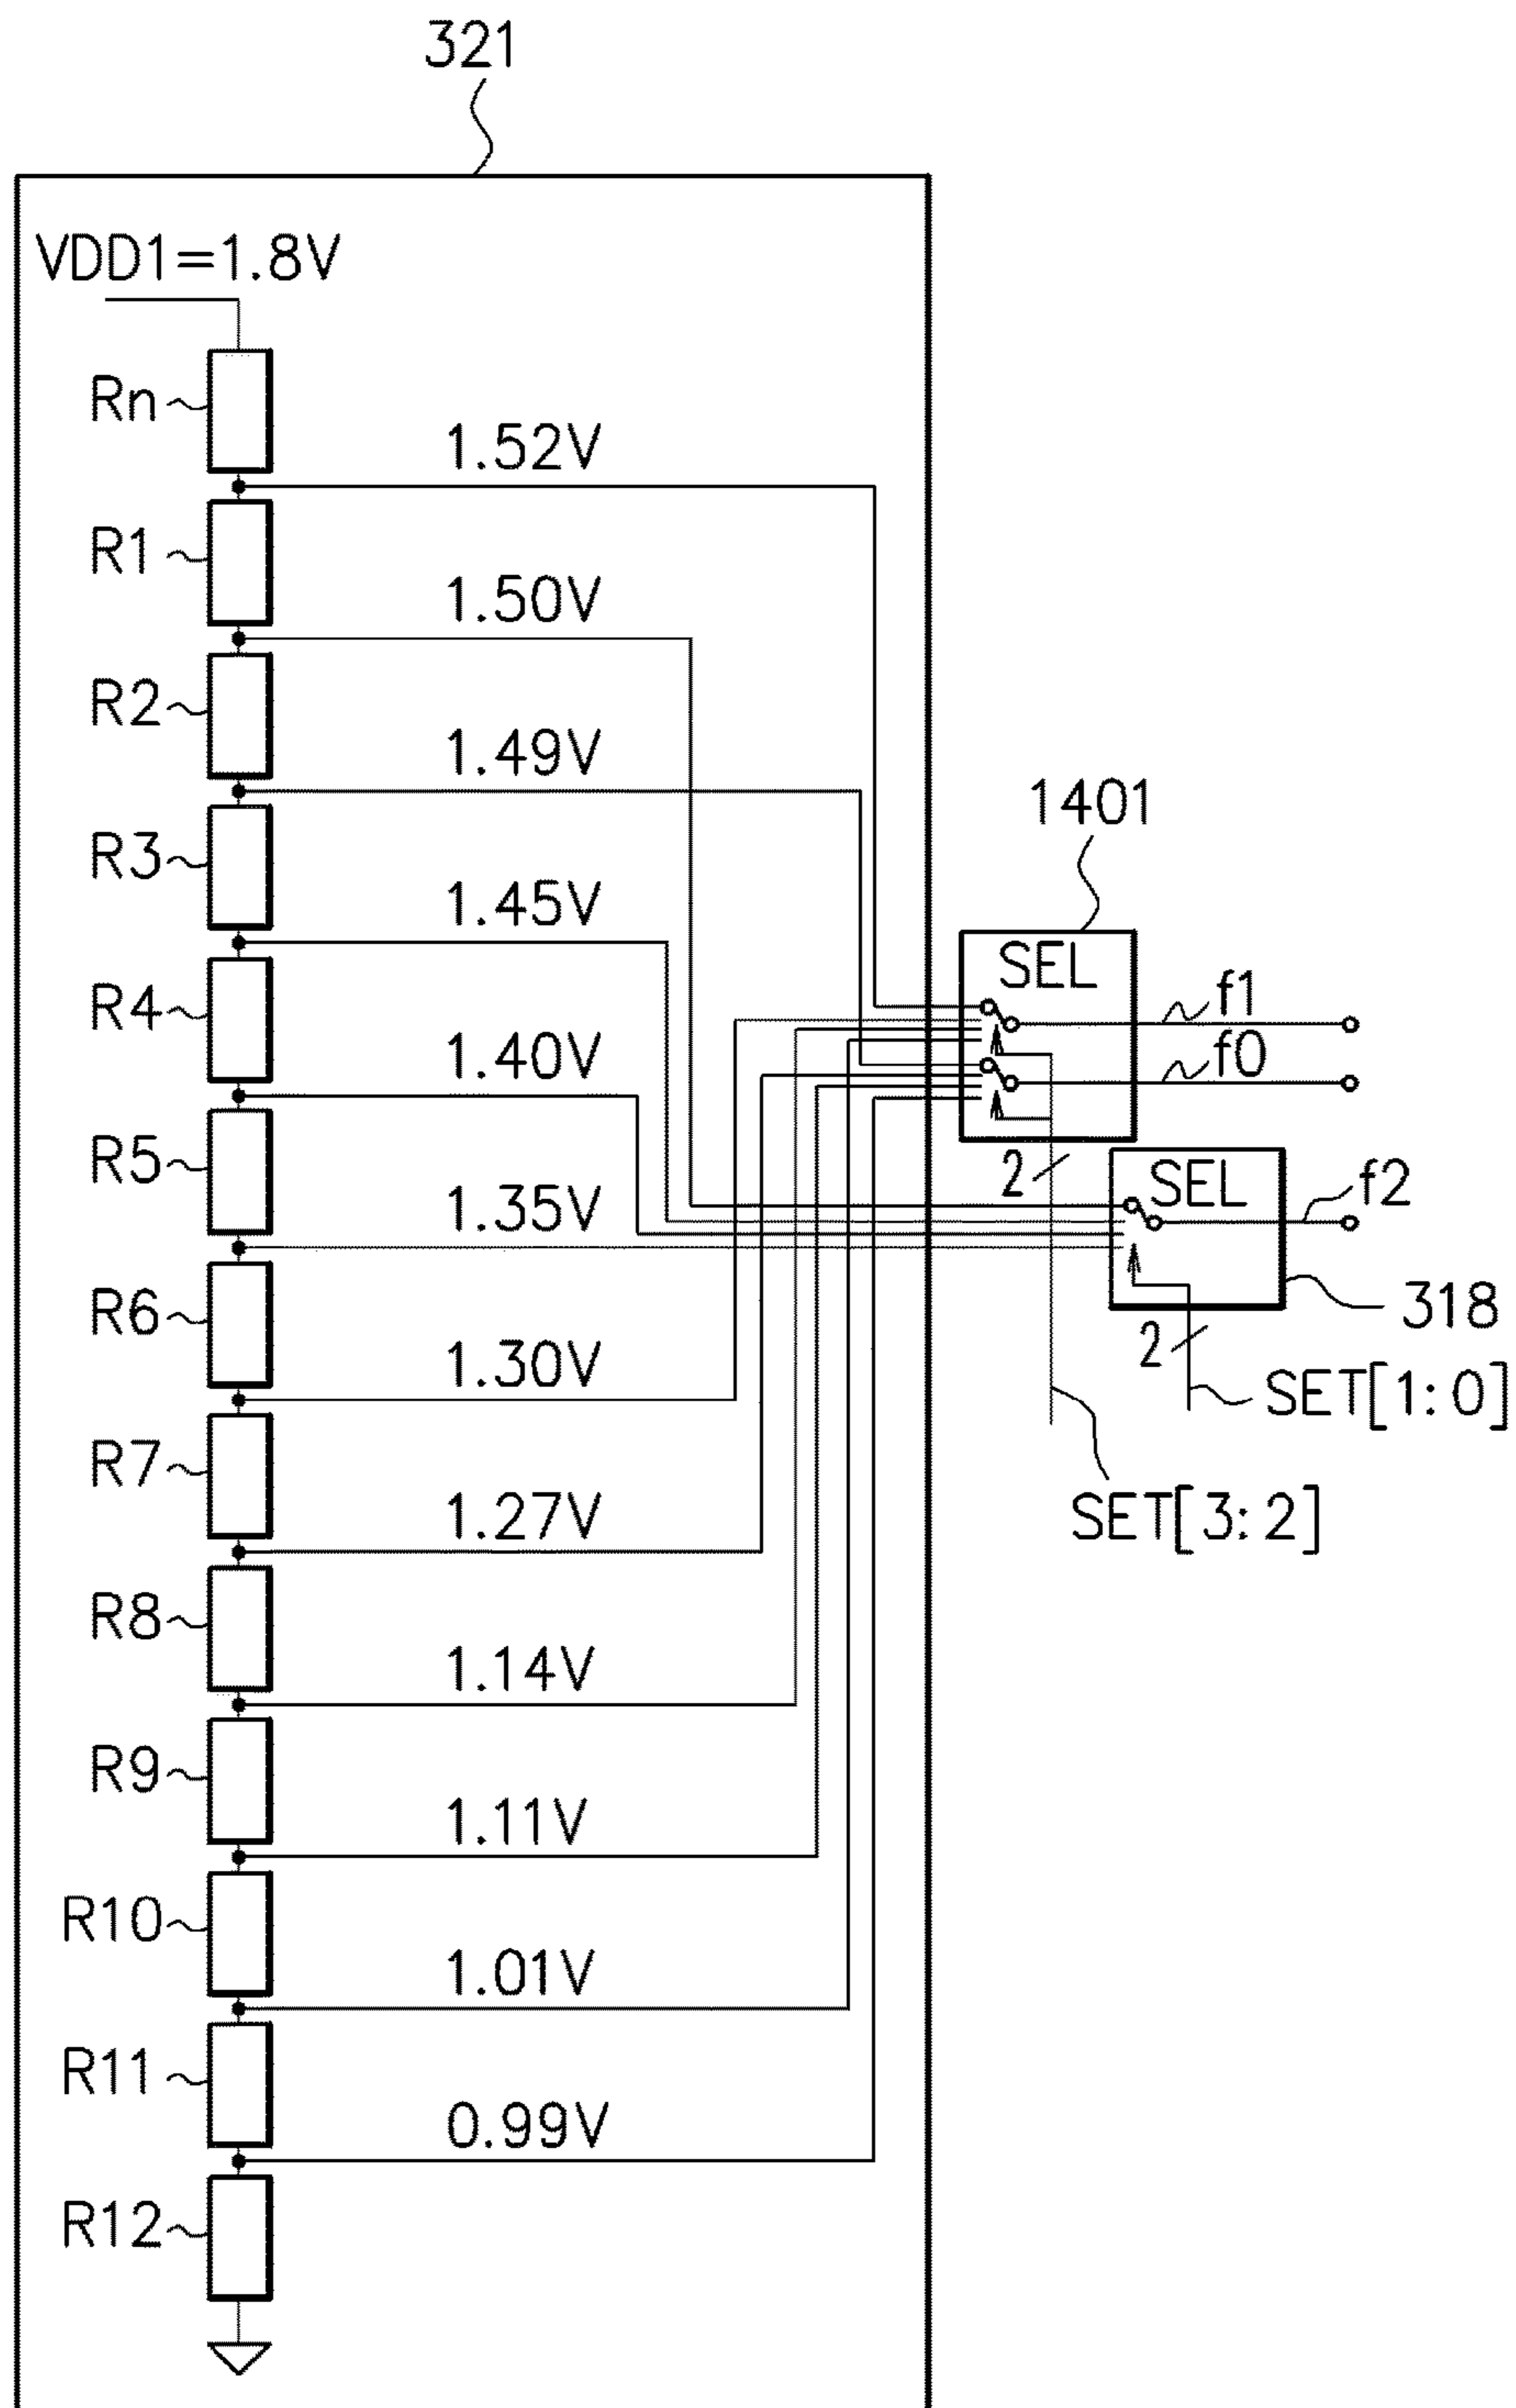 321
VDD1=1.8V
Rn
1.52V
R1
1.50V
R2
1.49V
1401
R3
1.45V
SEL
R4
f1
1.40V
f0
R5
2
SEL
f2
1.35V
R6
318
2
1.30V
SET[1:0]
R7
1.27V
SET[3:2]
R8
1.14V
R9
1.11V
R10
1.01V
R11
0.99V
R12